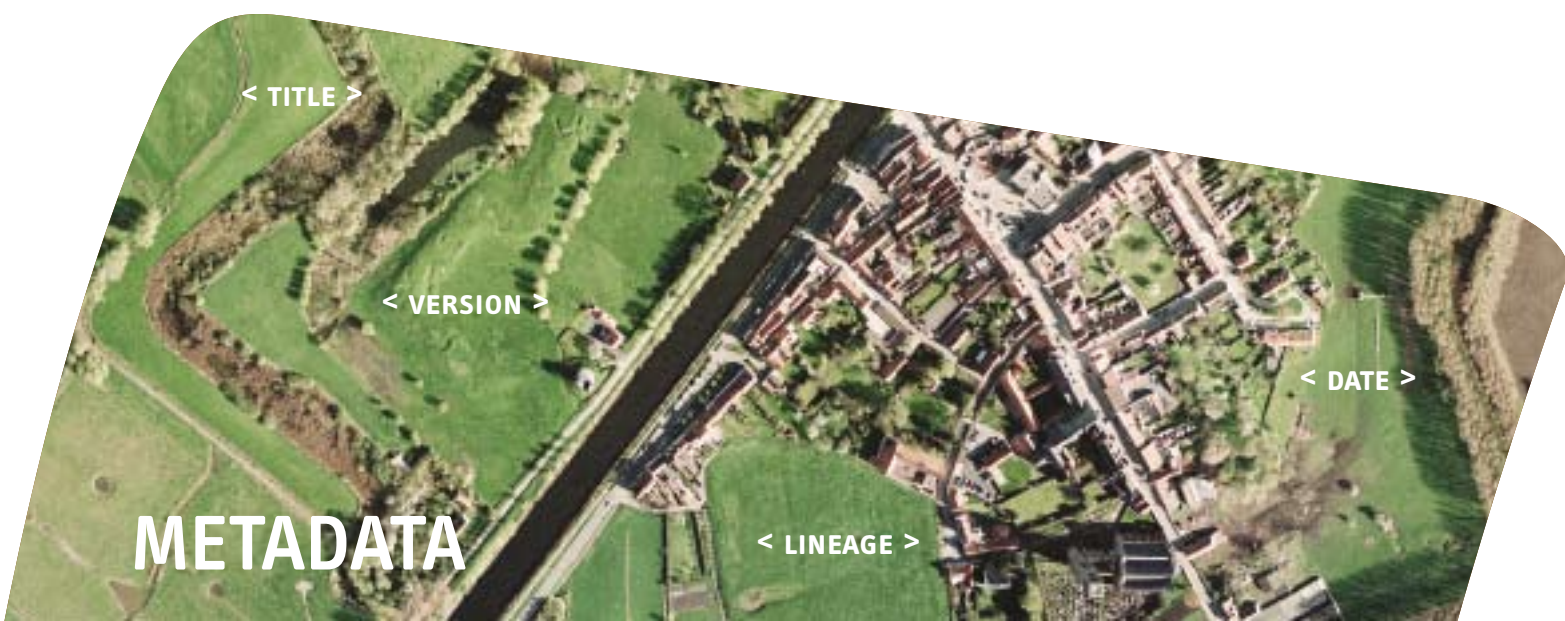 < TITLE >
< VERSION >
< DATE >
METADATA
< LINEAGE >